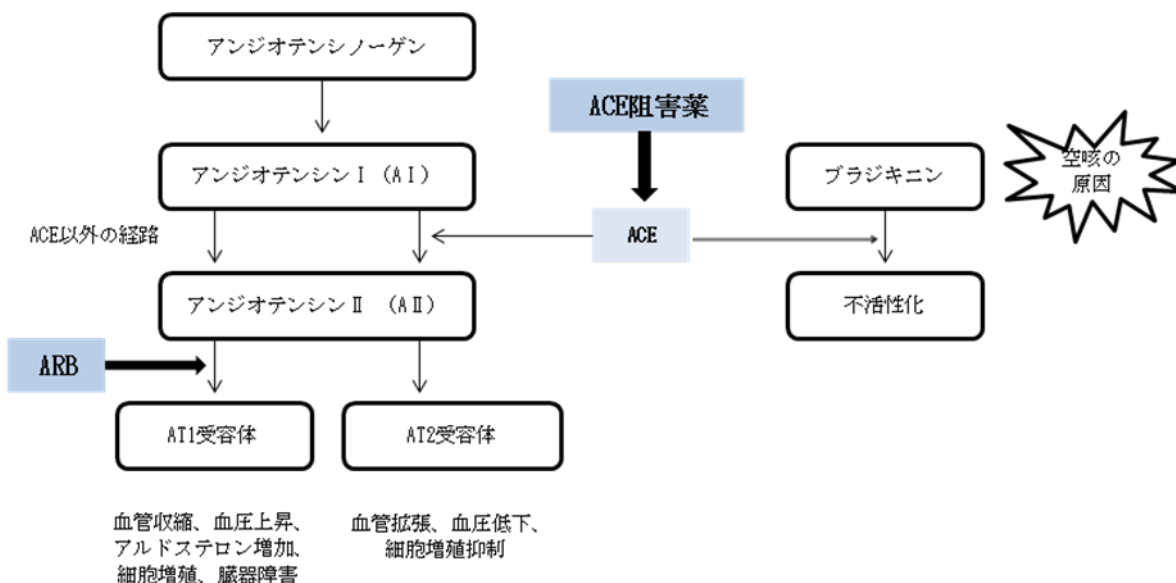 アンジオテンシノーゲン
ACE阻害薬
アンジオテンシンⅠ（AⅠ）
ブラジキニン
空咳の
原因
ACE以外の経路
ACE
アンジオテンシンⅡ （AⅡ）
不活性化
ARB
AT1受容体
AT2受容体
血管収縮、血圧上昇、
アルドステロン増加、
細胞増殖、臓器障害
血管拡張、血圧低下、
細胞増殖抑制